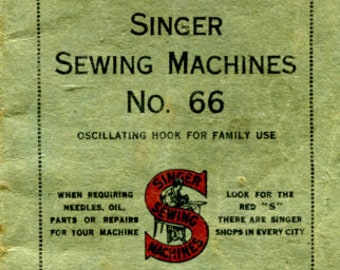 SINGER
SEWING MACHINES
No. 66
OSCILLATING HOOK FOR FAMILY USE
WHEN REQUIRING
NEEDLES, OIL,
PARTS OR REPAIRS
FOR YOUR MACHINE
SINGER
SEWING
MACHINES
LOOK FOR THE
RED "S"
THERE ARE SINGER
SHOPS IN EVERY CITY